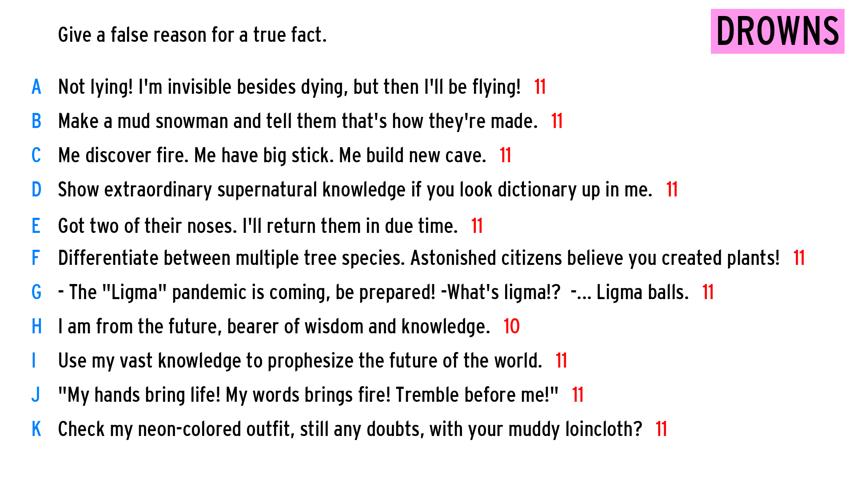 Give a false reason for a true fact.
DROWNS
A Not lying! I'm invisible besides dying, but then I'll be flying! 11
B Make a mud snowman and tell them that's how they're made. 11
C Me discover fire. Me have big stick. Me build new cave. 11
D Show extraordinary supernatural knowledge if you look dictionary up in me. 11
E Got two of their noses. I'll return them in due time. 11
F Differentiate between multiple tree species. Astonished citizens believe you created plants! 11
G - The "Ligma" pandemic is coming, be prepared! -What's ligma!? -... Ligma balls. 11
H I am from the future, bearer of wisdom and knowledge. 10
I Use my vast knowledge to prophesize the future of the world. 11
J "My hands bring life! My words brings fire! Tremble before me!" 11
K Check my neon-colored outfit, still any doubts, with your muddy loincloth? 11